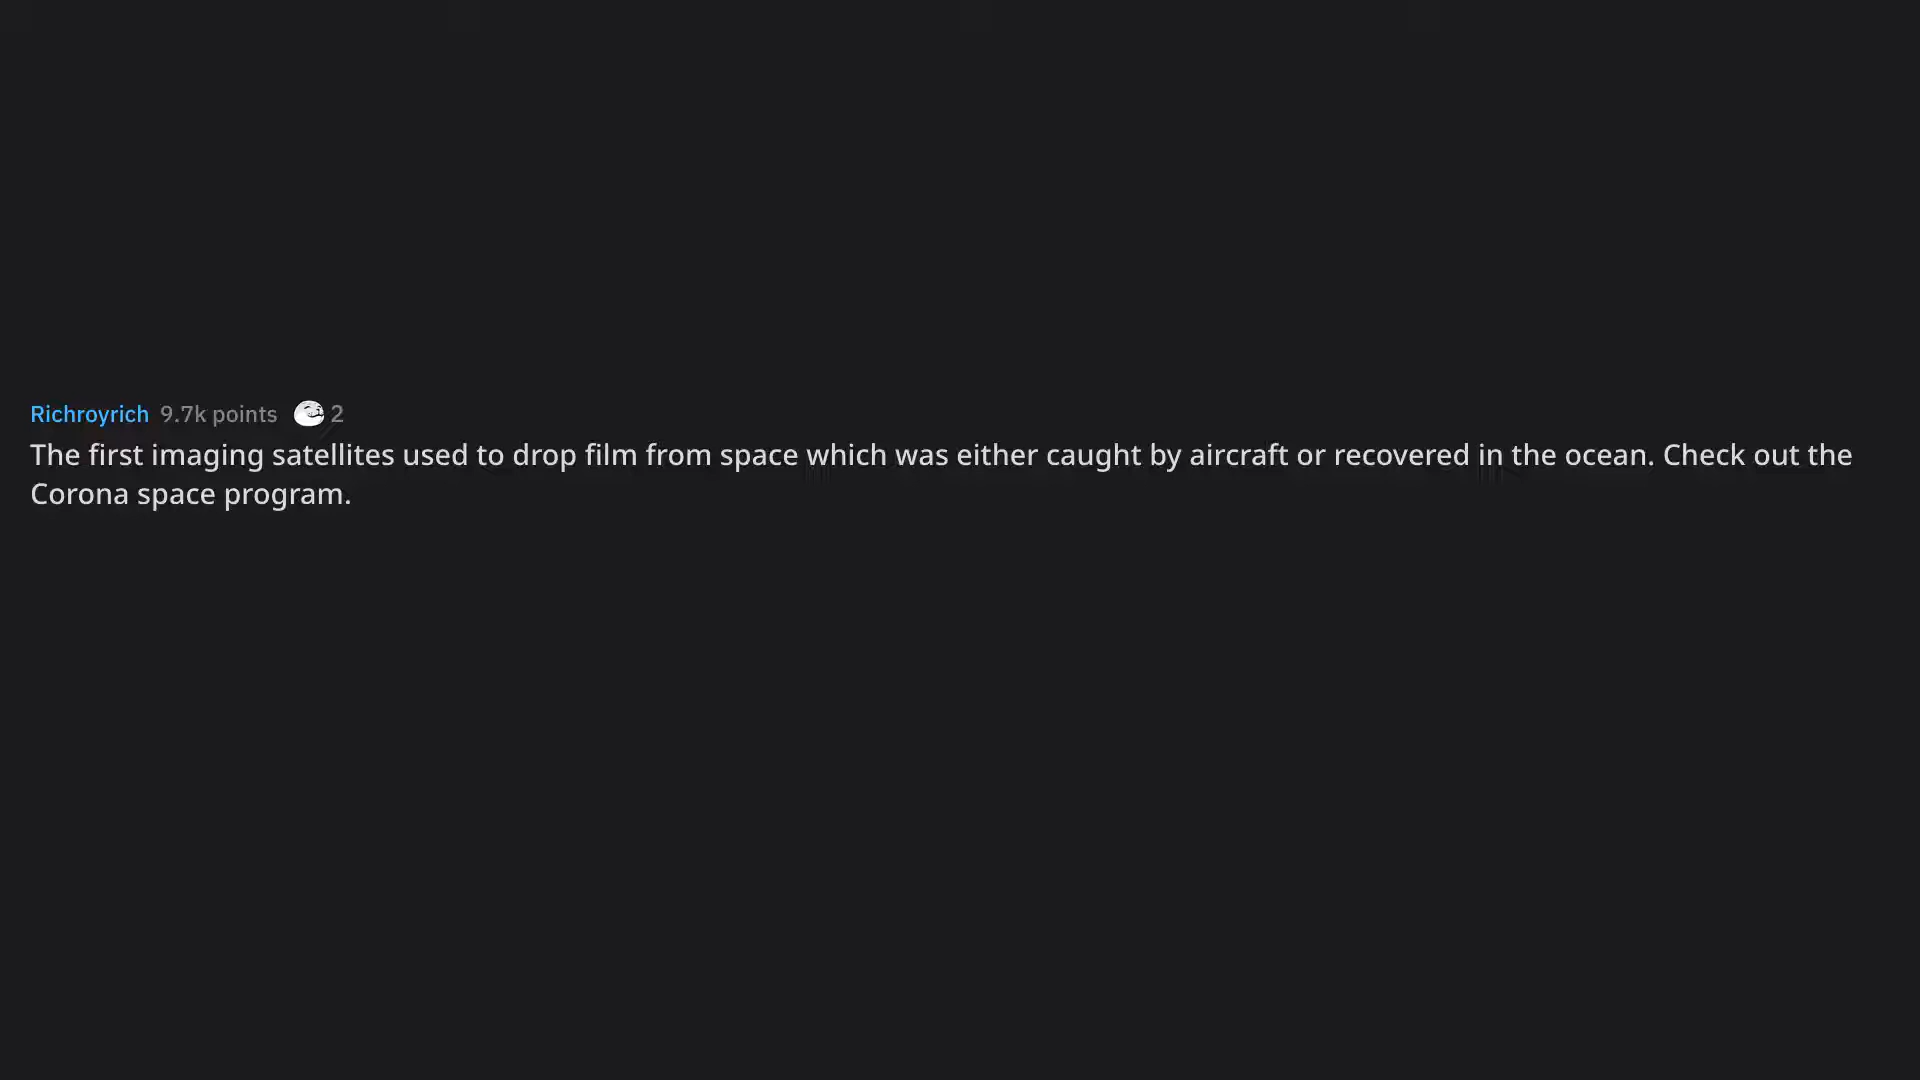 Richroyrich 9.7k points 2
The first imaging satellites used to drop film from space which was either caught by aircraft or recovered in the ocean. Check out the
Corona space program.